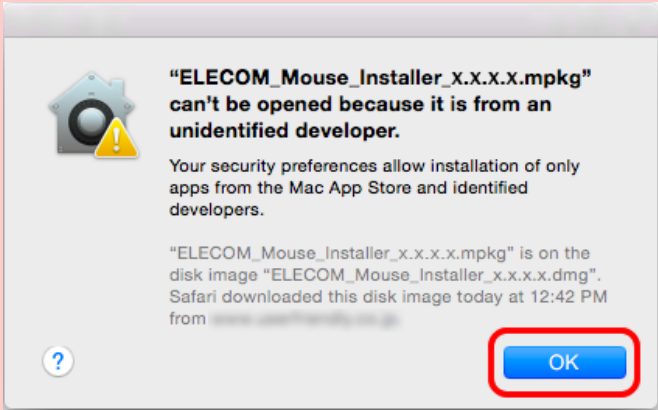 “ELECOM_Mouse_Installer_x.x.x.x.mpkg”
can’t be opened because it is from an
unidentified developer.
Your security preferences allow installation of only
apps from the Mac App Store and identified
developers.
“ELECOM_Mouse_Installer_x.x.x.x.mpkg” is on the
disk image “ELECOM_Mouse_Installer_x.x.x.x.dmg”.
Safari downloaded this disk image today at 12:42 PM
from
?
OK